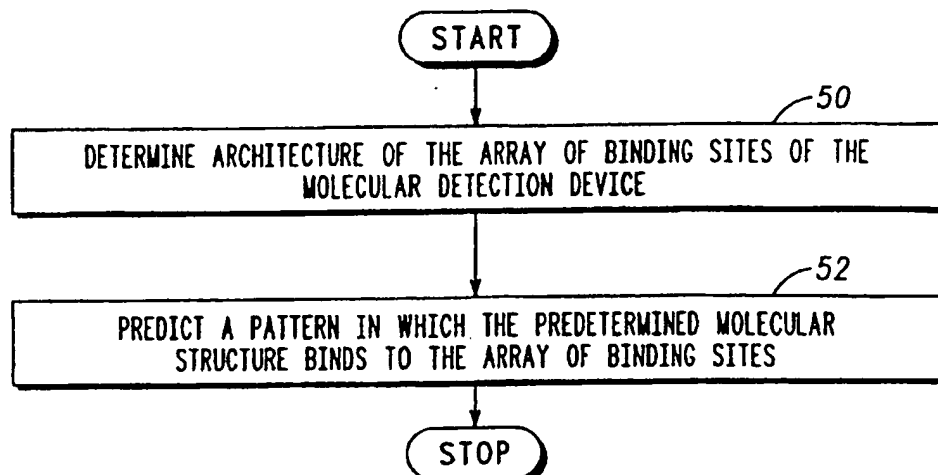 START
50
DETERMINE ARCHITECTURE OF THE ARRAY OF BINDING SITES OF THE
MOLECULAR DETECTION DEVICE
52
PREDICT A PATTERN IN WHICH THE PREDETERMINED MOLECULAR
STRUCTURE BINDS TO THE ARRAY OF BINDING SITES
STOP